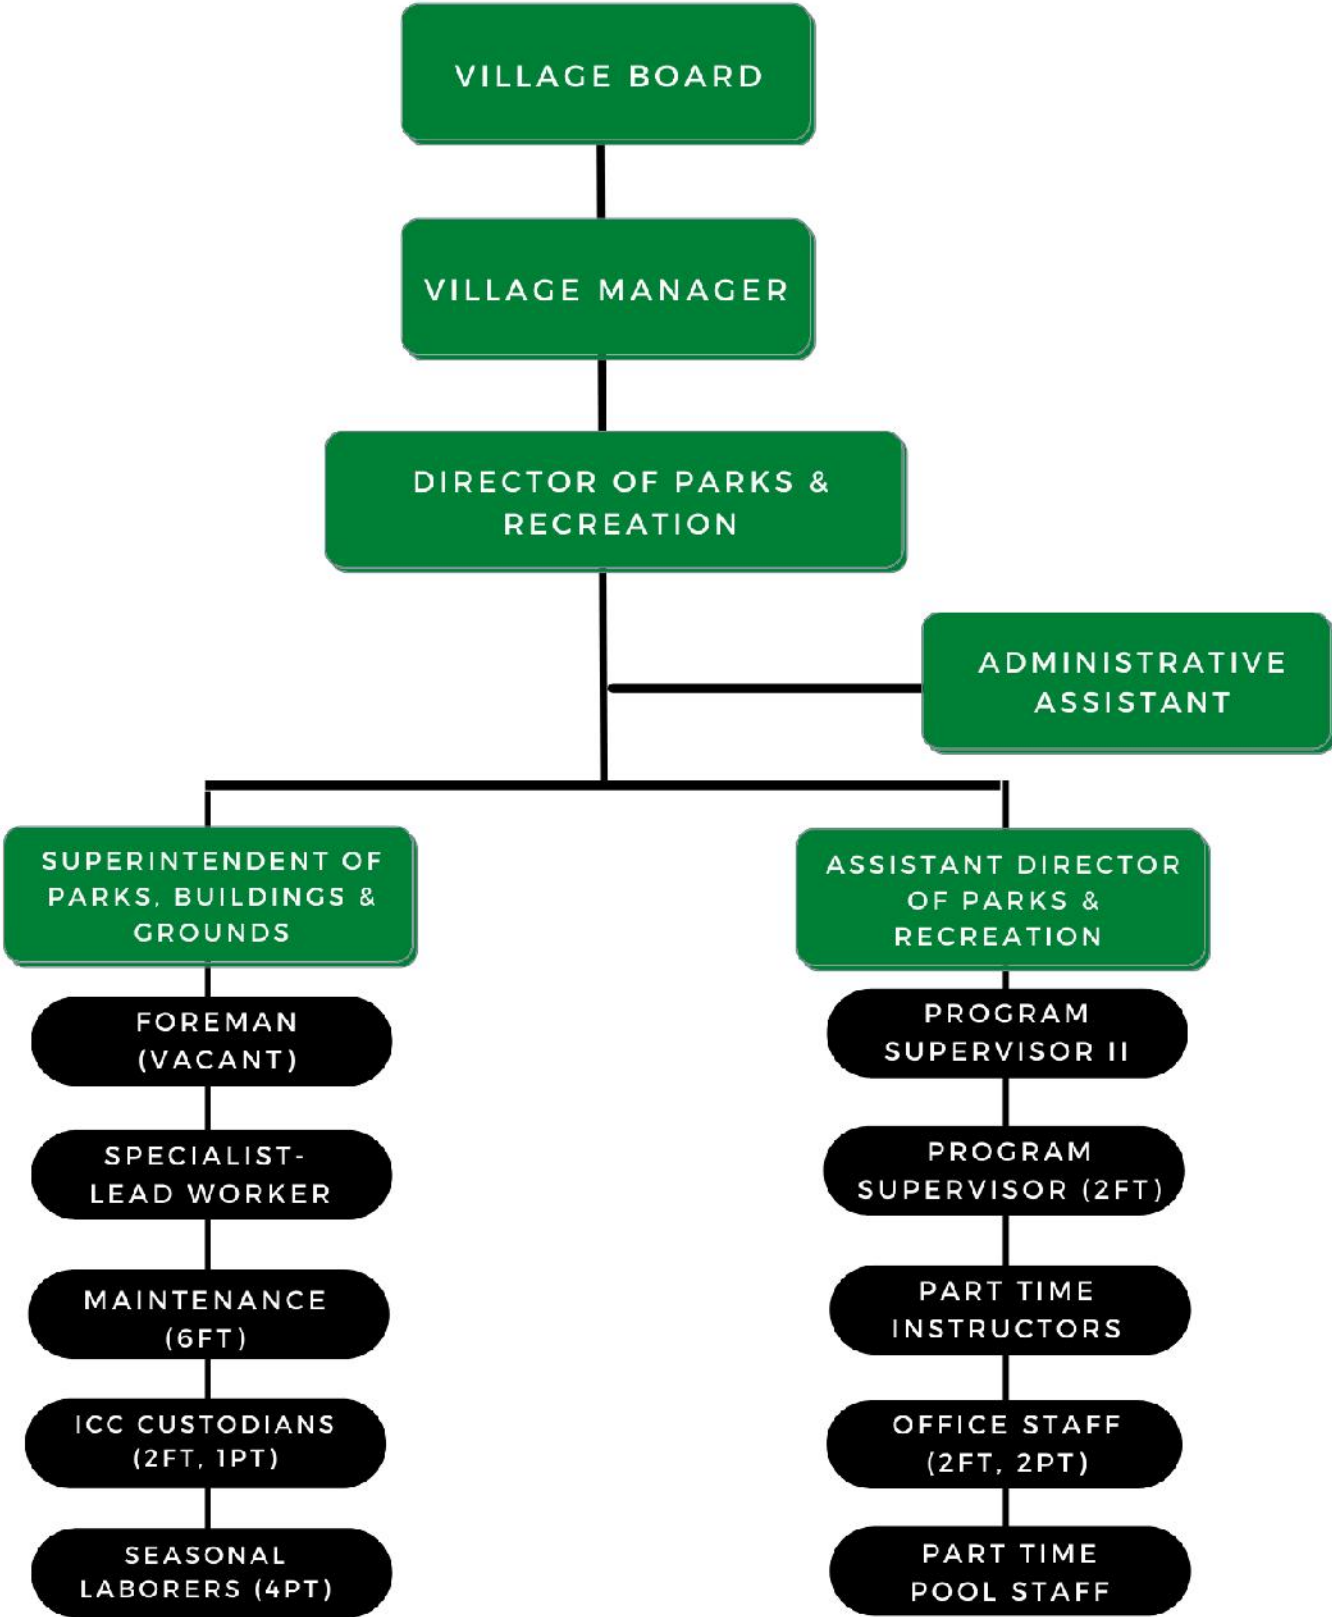 VILLAGE BOARD
VILLAGE MANAGER
DIRECTOR OF PARKS &
RECREATION
ADMINISTRATIVE
ASSISTANT
SUPERINTENDENT OF
PARKS, BUILDINGS &
GROUNDS
FOREMAN
(VACANT)
SPECIALIST-
LEAD WORKER
MAINTENANCE
(6FT)
ICC CUSTODIANS
(2FT, 1PT)
SEASONAL
LABORERS (4PT)
ASSISTANT DIRECTOR
OF PARKS &
RECREATION
PROGRAM
SUPERVISOR II
PROGRAM
SUPERVISOR (2FT)
PART TIME
INSTRUCTORS
OFFICE STAFF
(2FT, 2PT)
PART TIME
POOL STAFF